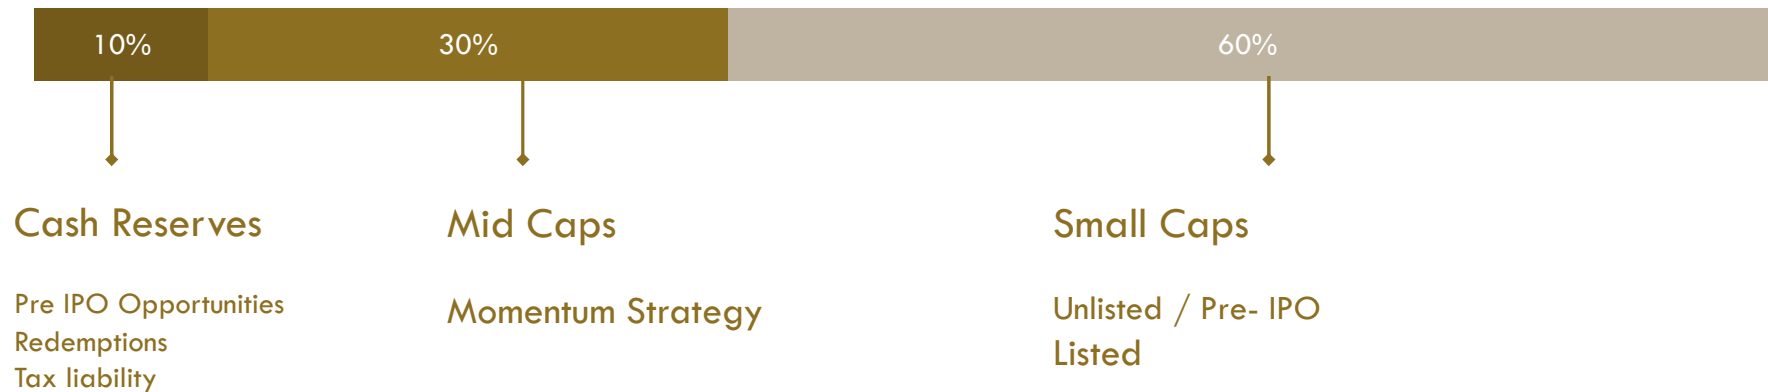 10%
30%
60%
Cash Reserves
Pre IPO Opportunities
Redemptions
Tax liability
Mid Caps
Momentum Strategy
Small Caps
Unlisted / Pre- IPO
Listed